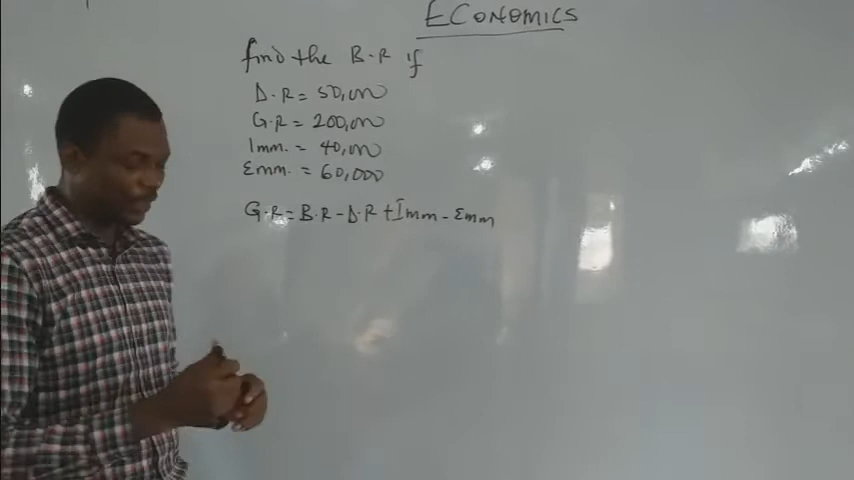 ECONOMICS
find the B.R if
D.R = 50,000
G.R = 200,000
Imm. = 40,000
Emm. = 60,000
G.R = B.R - D.R + Imm - Emm